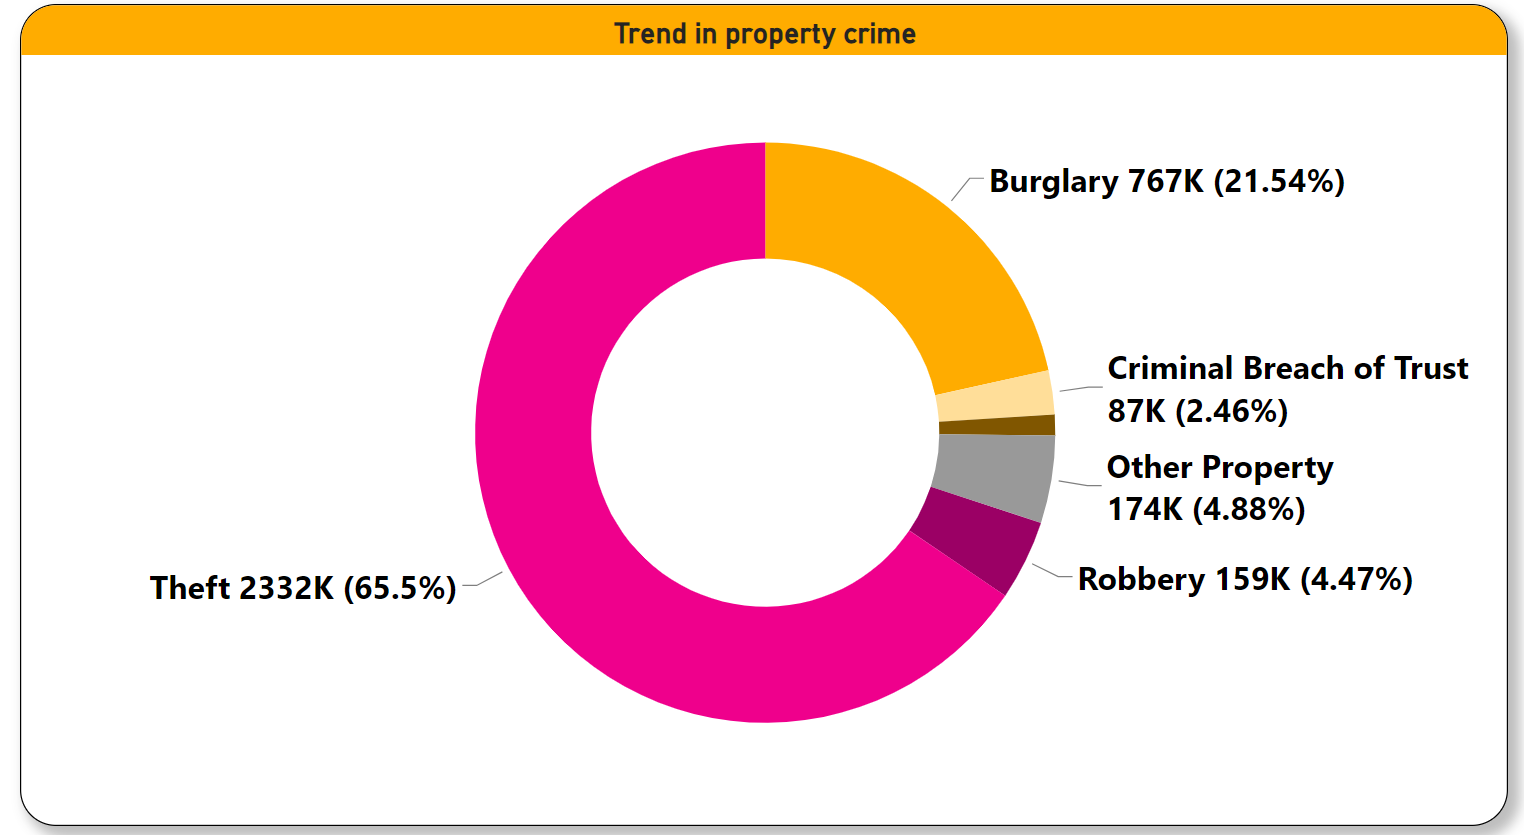 Trend in property crime
Burglary 767K (21.54%)
Criminal Breach of Trust
87K (2.46%)
Other Property
174K (4.88%)
Robbery 159K (4.47%)
Theft 2332K (65.5%)